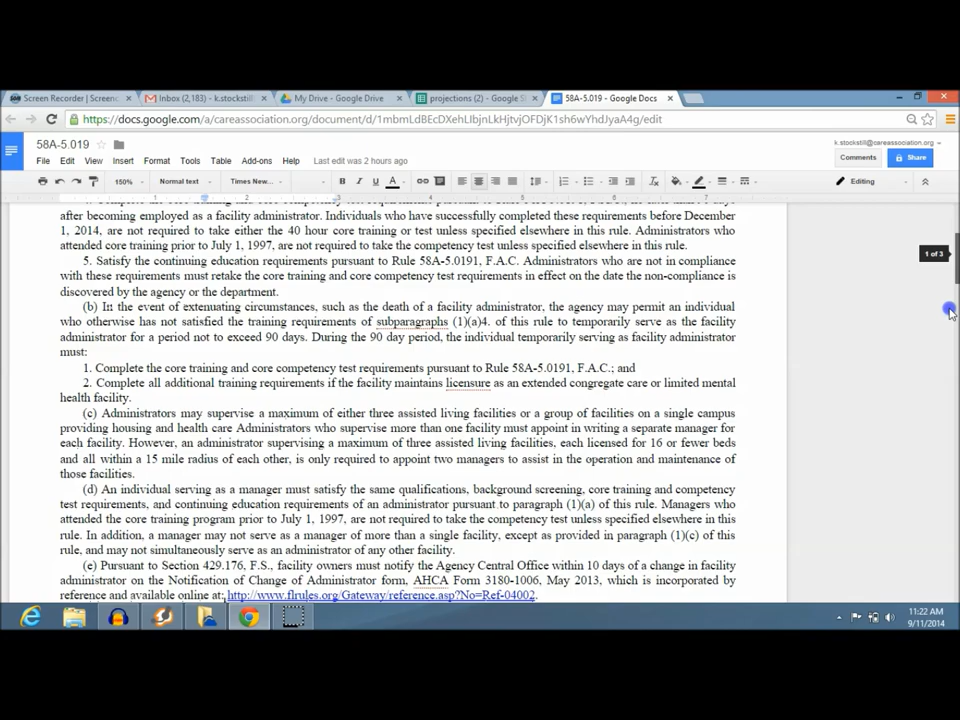 Screen Recorder | Screenc
Inbox (2,183) - k.stockstill
My Drive - Google Drive
projections (2) - Google S
58A-5.019 - Google Docs
https://docs.google.com/a/careassociation.org/document/d/1mbmLdBEcDXehLIbjnLkHjtvjOFDjK1sh6wYhdJyaA4g/edit
58A-5.019
k.stockstill@careassociation.org
File Edit View Insert Format Tools Table Add-ons Help Last edit was 2 hours ago
Comments Share
150% Normal text Times New... B I U A Editing
after becoming employed as a facility administrator. Individuals who have successfully completed these requirements before December
1, 2014, are not required to take either the 40 hour core training or test unless specified elsewhere in this rule. Administrators who
attended core training prior to July 1, 1997, are not required to take the competency test unless specified elsewhere in this rule.
1 of 3
5. Satisfy the continuing education requirements pursuant to Rule 58A-5.0191, F.A.C. Administrators who are not in compliance
with these requirements must retake the core training and core competency test requirements in effect on the date the non-compliance is
discovered by the agency or the department.
(b) In the event of extenuating circumstances, such as the death of a facility administrator, the agency may permit an individual
who otherwise has not satisfied the training requirements of subparagraphs (1)(a)4. of this rule to temporarily serve as the facility
administrator for a period not to exceed 90 days. During the 90 day period, the individual temporarily serving as facility administrator
must:
1. Complete the core training and core competency test requirements pursuant to Rule 58A-5.0191, F.A.C.; and
2. Complete all additional training requirements if the facility maintains licensure as an extended congregate care or limited mental
health facility.
(c) Administrators may supervise a maximum of either three assisted living facilities or a group of facilities on a single campus
providing housing and health care Administrators who supervise more than one facility must appoint in writing a separate manager for
each facility. However, an administrator supervising a maximum of three assisted living facilities, each licensed for 16 or fewer beds
and all within a 15 mile radius of each other, is only required to appoint two managers to assist in the operation and maintenance of
those facilities.
(d) An individual serving as a manager must satisfy the same qualifications, background screening, core training and competency
test requirements, and continuing education requirements of an administrator pursuant to paragraph (1)(a) of this rule. Managers who
attended the core training program prior to July 1, 1997, are not required to take the competency test unless specified elsewhere in this
rule. In addition, a manager may not serve as a manager of more than a single facility, except as provided in paragraph (1)(c) of this
rule, and may not simultaneously serve as an administrator of any other facility.
(e) Pursuant to Section 429.176, F.S., facility owners must notify the Agency Central Office within 10 days of a change in facility
administrator on the Notification of Change of Administrator form, AHCA Form 3180-1006, May 2013, which is incorporated by
reference and available online at: http://www.flrules.org/Gateway/reference.asp?No=Ref-04002.
11:22 AM
9/11/2014